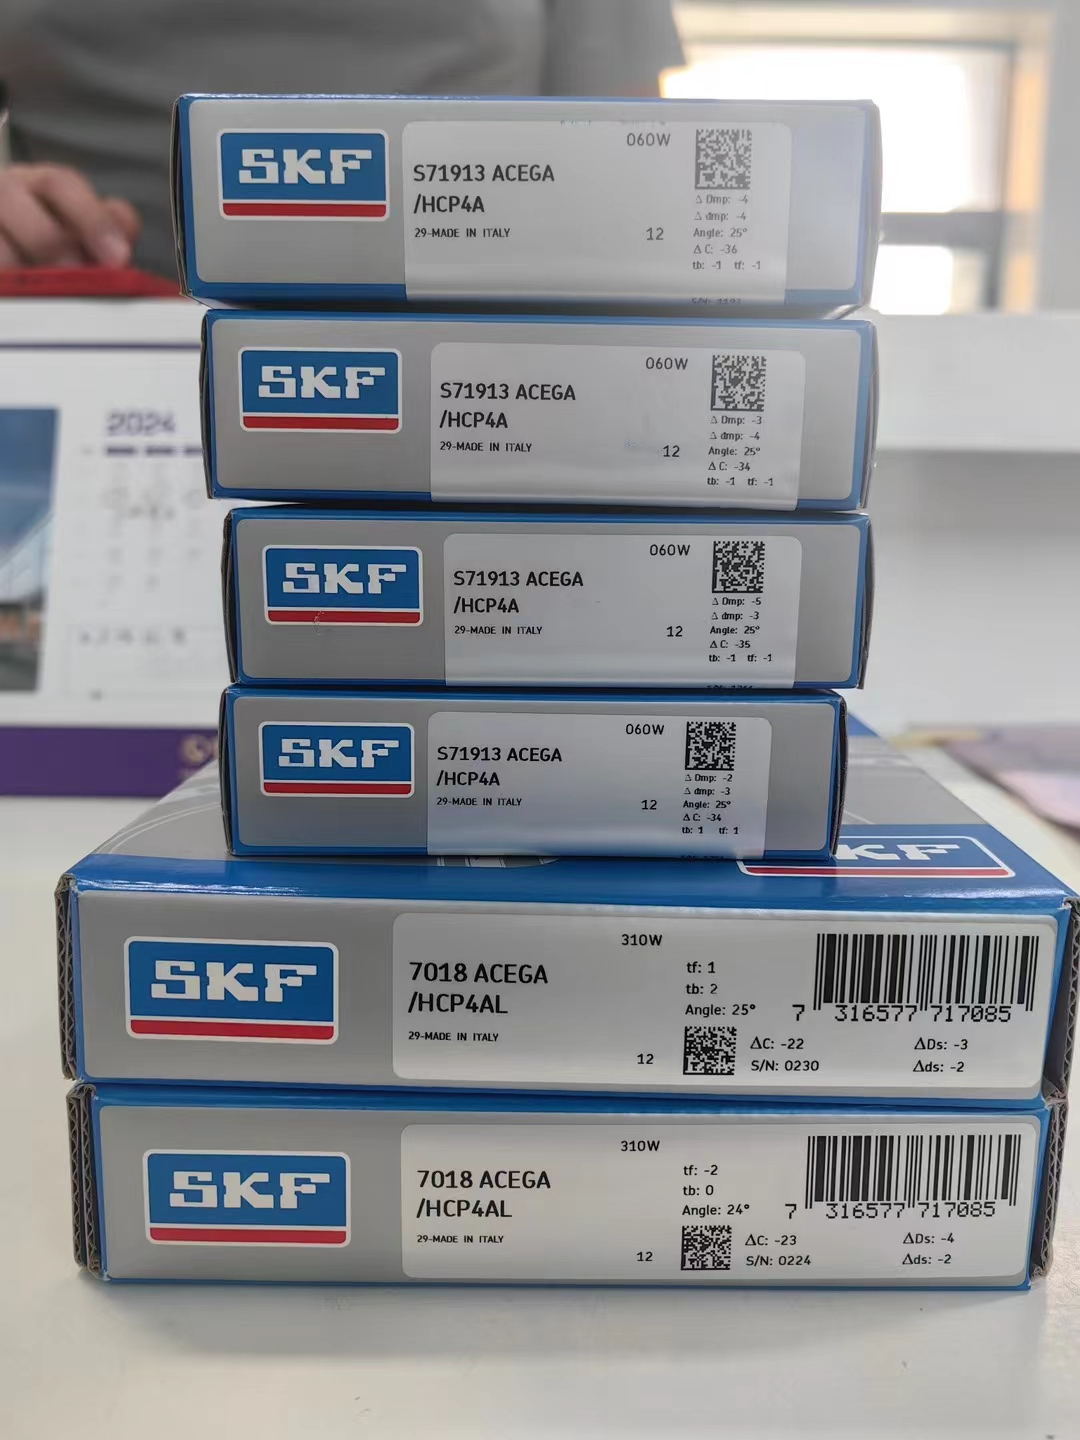 SKF
S71913 ACEGA
/HCP4A
29-MADE IN ITALY
060W
12
Δ Dmp: -4
Δ dmp: -4
Angle: 25°
Δ C: -36
tb: -1 tf: -1
SKF
S71913 ACEGA
/HCP4A
29-MADE IN ITALY
060W
12
Δ Dmp: -3
Δ dmp: -4
Angle: 25°
Δ C: -34
tb: -1 tf: -1
2024
SKF
S71913 ACEGA
/HCP4A
29-MADE IN ITALY
060W
12
Δ Dmp: -5
Δ dmp: -3
Angle: 25°
Δ C: -35
tb: -1 tf: -1
SKF
S71913 ACEGA
/HCP4A
29-MADE IN ITALY
060W
12
Δ Dmp: -2
Δ dmp: -3
Angle: 25°
Δ C: -34
tb: 1 tf: 1
SKF
7018 ACEGA
/HCP4AL
29-MADE IN ITALY
310W
12
tf: 1
tb: 2
Angle: 25°
7 316577 717085
ΔC: -22
S/N: 0230
ΔDs: -3
Δds: -2
SKF
7018 ACEGA
/HCP4AL
29-MADE IN ITALY
310W
12
tf: -2
tb: 0
Angle: 24°
7 316577 717085
ΔC: -23
S/N: 0224
ΔDs: -4
Δds: -2